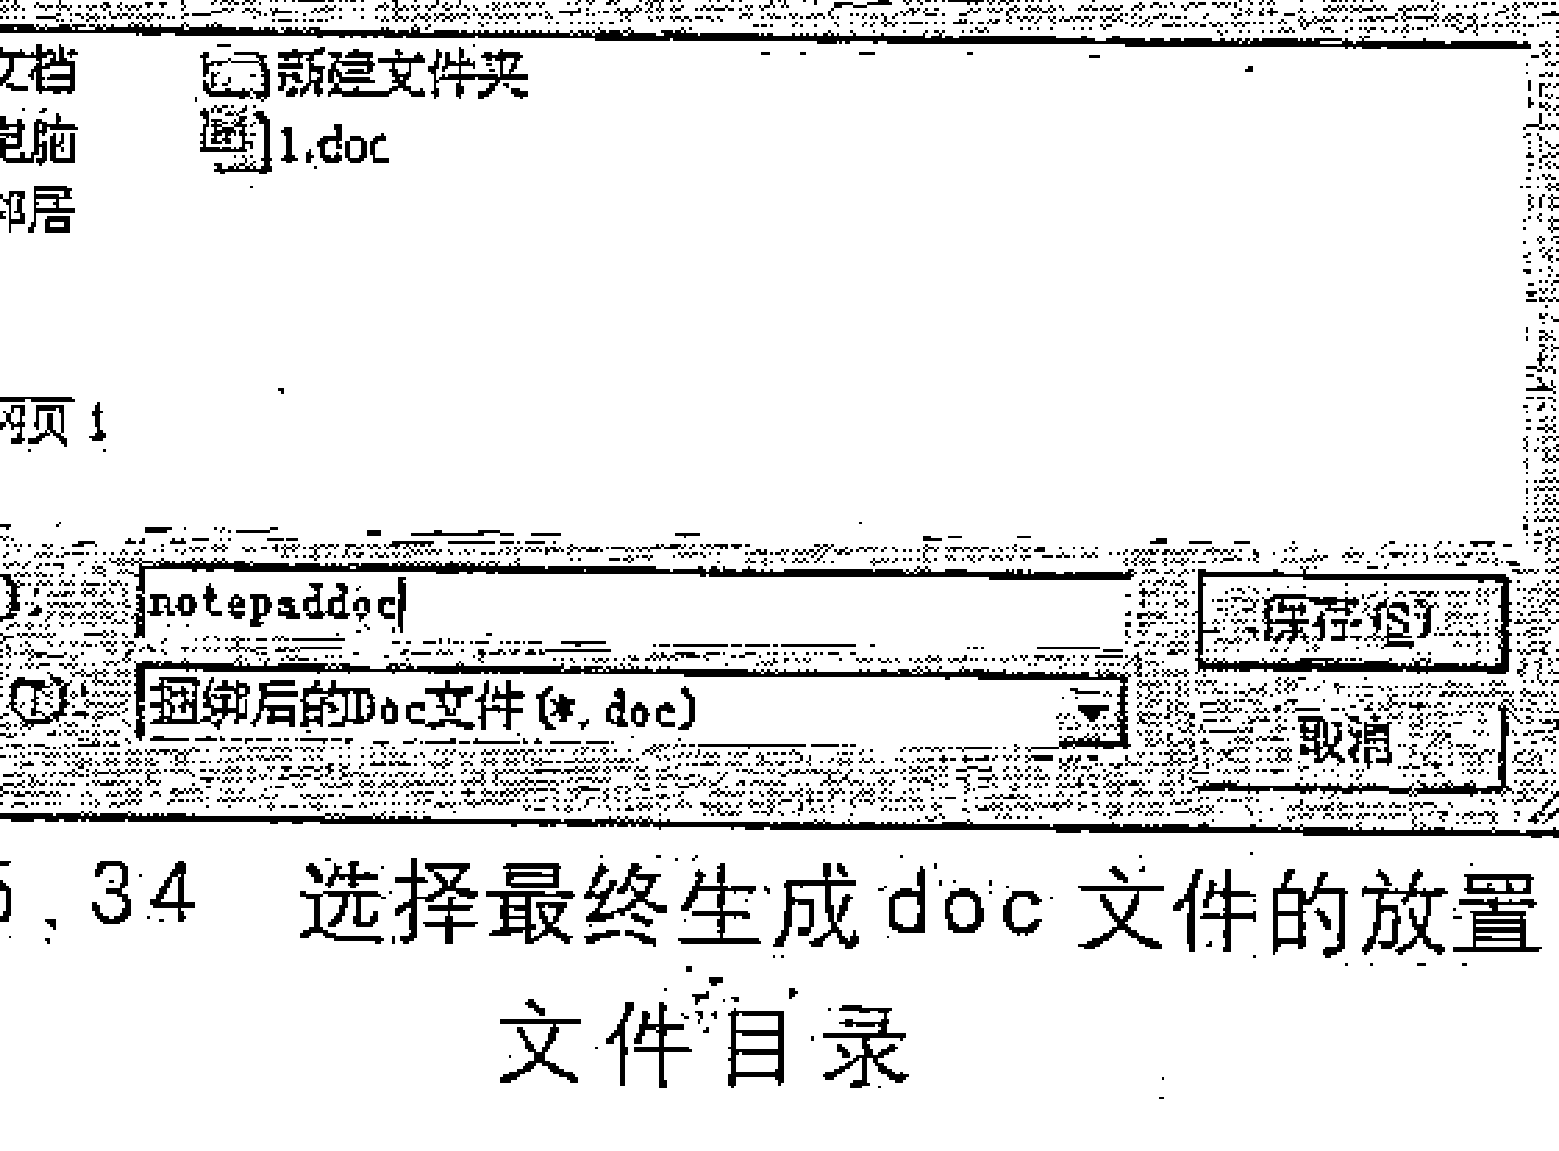 文档 新建文件夹
电脑 1.doc
邻居
网页 1
notepaddoc 保存(S)
(T): 捆绑后的Doc文件(*.doc)
取消
5.34 选择最终生成doc文件的放置
文件目录